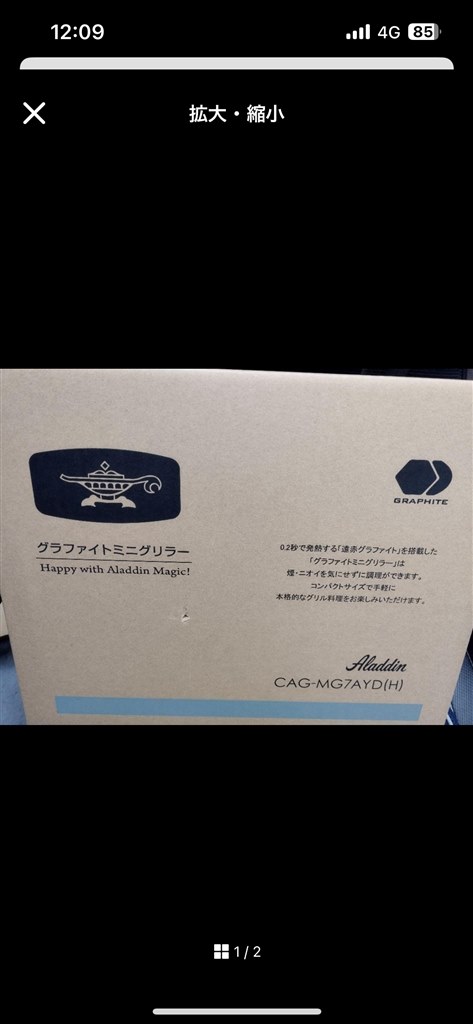 12:09
4G 85
拡大・縮小
GRAPHITE
グラファイトミニグリラー
Happy with Aladdin Magic!
0.2秒で発熱する「遠赤グラファイト」を搭載した
「グラファイトミニグリラー」は
煙・ニオイを気にせずに調理ができます。
コンパクトサイズで手軽に
本格的なグリル料理をお楽しみいただけます。
Aladdin
CAG-MG7AYD(H)
1 / 2